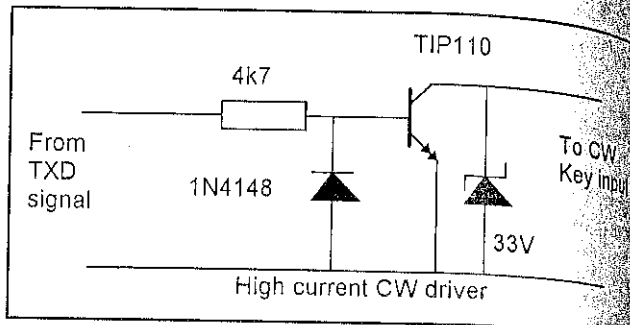 TIP110
4k7
From
TXD
signal
1N4148
To CW
Key input
33V
High current CW driver